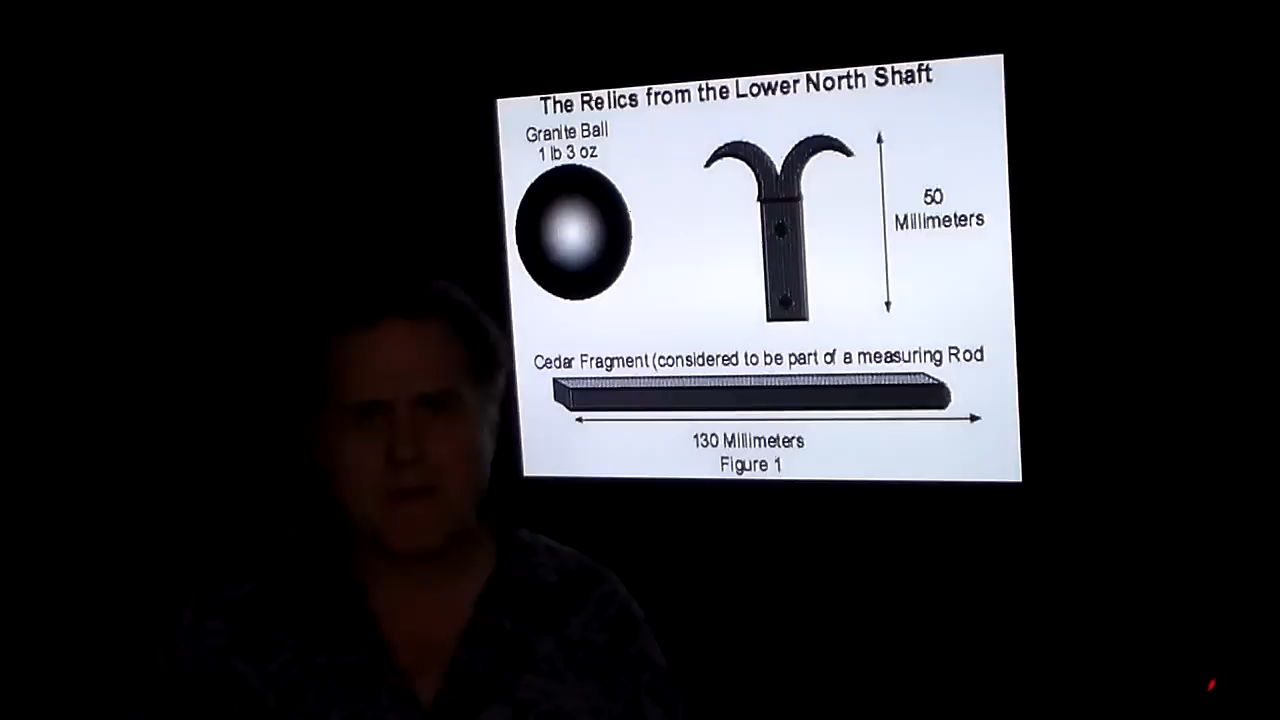 The Relics from the Lower North Shaft
Granite Ball
1 lb 3 oz
50
Millimeters
Cedar Fragment (considered to be part of a measuring Rod
130 Millimeters
Figure 1